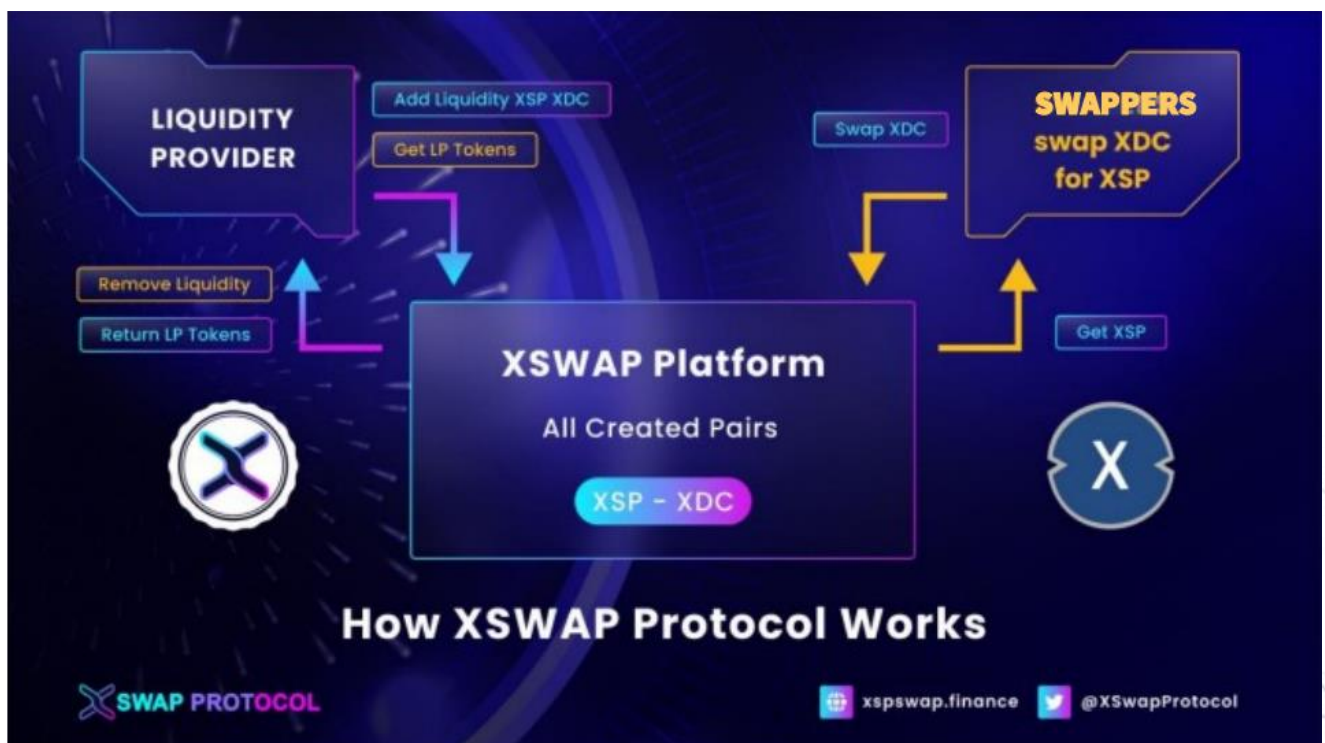 LIQUIDITY
PROVIDER
Add Liquidity XSP XDC
Get LP Tokens
Swap XDC
SWAPPERS
swap XDC
for XSP
Remove Liquidity
Return LP Tokens
Get XSP
XSWAP Platform
All Created Pairs
XSP - XDC
X
How XSWAP Protocol Works
XSWAP PROTOCOL
xspswap.finance
@XSwapProtocol